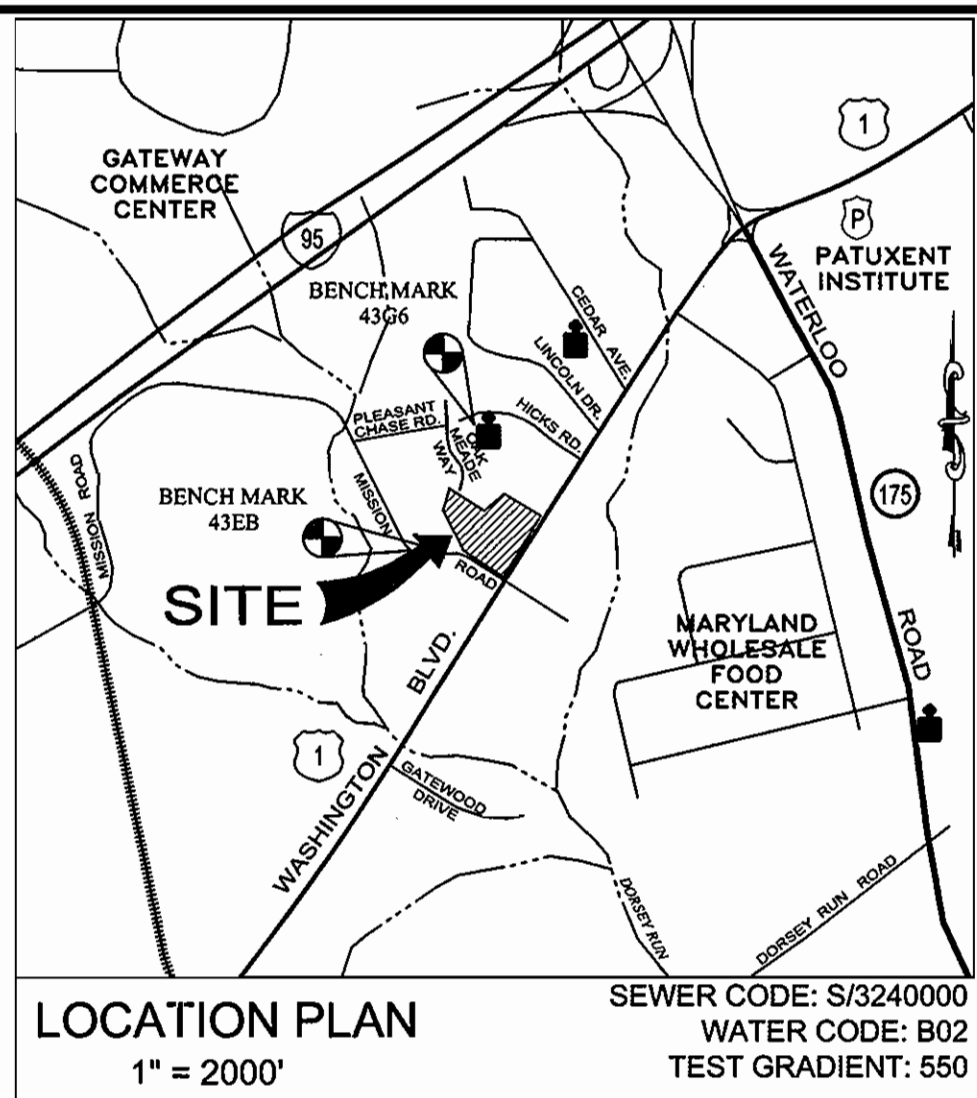 GATEWAY
COMMERCE
CENTER
95
1
P
PATUXENT
INSTITUTE
BENCH MARK
43G6
CEDAR AVE.
LINCOLN DR.
HICKS RD.
WATERLOO
PLEASANT
CHASE RD.
OAK
MEADE
WAY
MISSION ROAD
BENCH MARK
43EB
MISSION
ROAD
SITE
175
ROAD
MARYLAND
WHOLESALE
FOOD
CENTER
BLVD.
1
WASHINGTON
GATEWOOD
DRIVE
DORSEY RUN
DORSEY RUN ROAD
LOCATION PLAN
1" = 2000'
SEWER CODE: S/3240000
WATER CODE: B02
TEST GRADIENT: 550